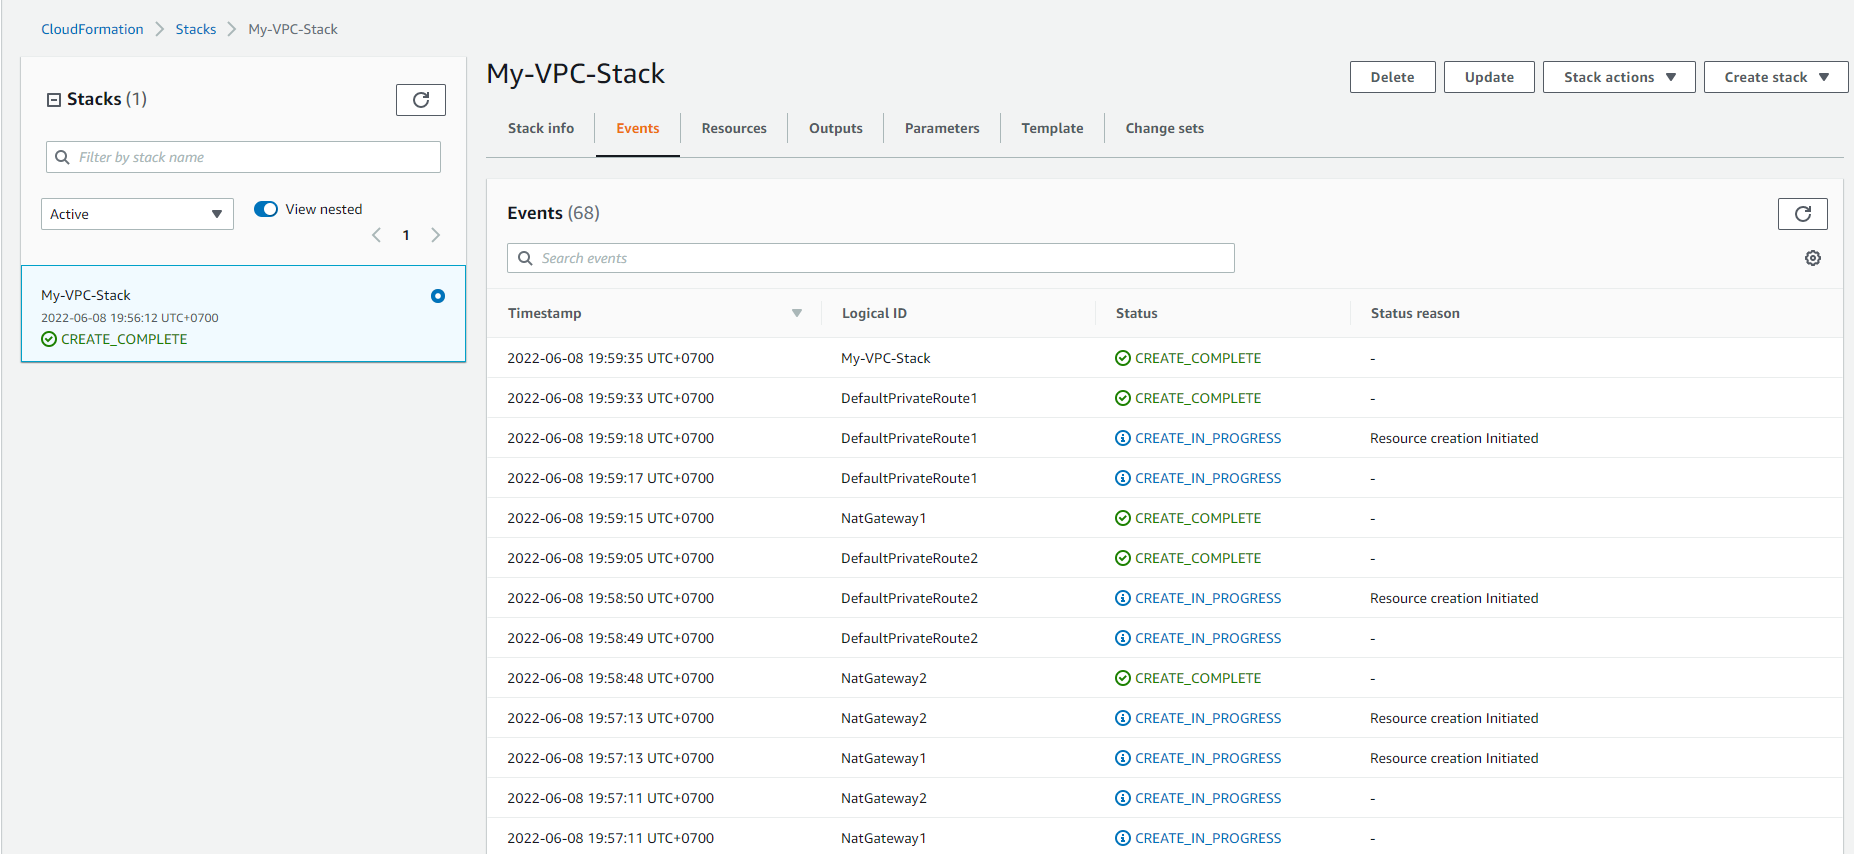 CloudFormation > Stacks > My-VPC-Stack
Stacks (1)
Filter by stack name
Active
View nested
1
My-VPC-Stack
2022-06-08 19:56:12 UTC+0700
CREATE_COMPLETE
My-VPC-Stack
Delete Update Stack actions Create stack
Stack info Events Resources Outputs Parameters Template Change sets
Events (68)
Search events
Timestamp Logical ID Status Status reason
2022-06-08 19:59:35 UTC+0700 My-VPC-Stack CREATE_COMPLETE -
2022-06-08 19:59:33 UTC+0700 DefaultPrivateRoute1 CREATE_COMPLETE -
2022-06-08 19:59:18 UTC+0700 DefaultPrivateRoute1 CREATE_IN_PROGRESS Resource creation Initiated
2022-06-08 19:59:17 UTC+0700 DefaultPrivateRoute1 CREATE_IN_PROGRESS -
2022-06-08 19:59:15 UTC+0700 NatGateway1 CREATE_COMPLETE -
2022-06-08 19:59:05 UTC+0700 DefaultPrivateRoute2 CREATE_COMPLETE -
2022-06-08 19:58:50 UTC+0700 DefaultPrivateRoute2 CREATE_IN_PROGRESS Resource creation Initiated
2022-06-08 19:58:49 UTC+0700 DefaultPrivateRoute2 CREATE_IN_PROGRESS -
2022-06-08 19:58:48 UTC+0700 NatGateway2 CREATE_COMPLETE -
2022-06-08 19:57:13 UTC+0700 NatGateway2 CREATE_IN_PROGRESS Resource creation Initiated
2022-06-08 19:57:13 UTC+0700 NatGateway1 CREATE_IN_PROGRESS Resource creation Initiated
2022-06-08 19:57:11 UTC+0700 NatGateway2 CREATE_IN_PROGRESS -
2022-06-08 19:57:11 UTC+0700 NatGateway1 CREATE_IN_PROGRESS -